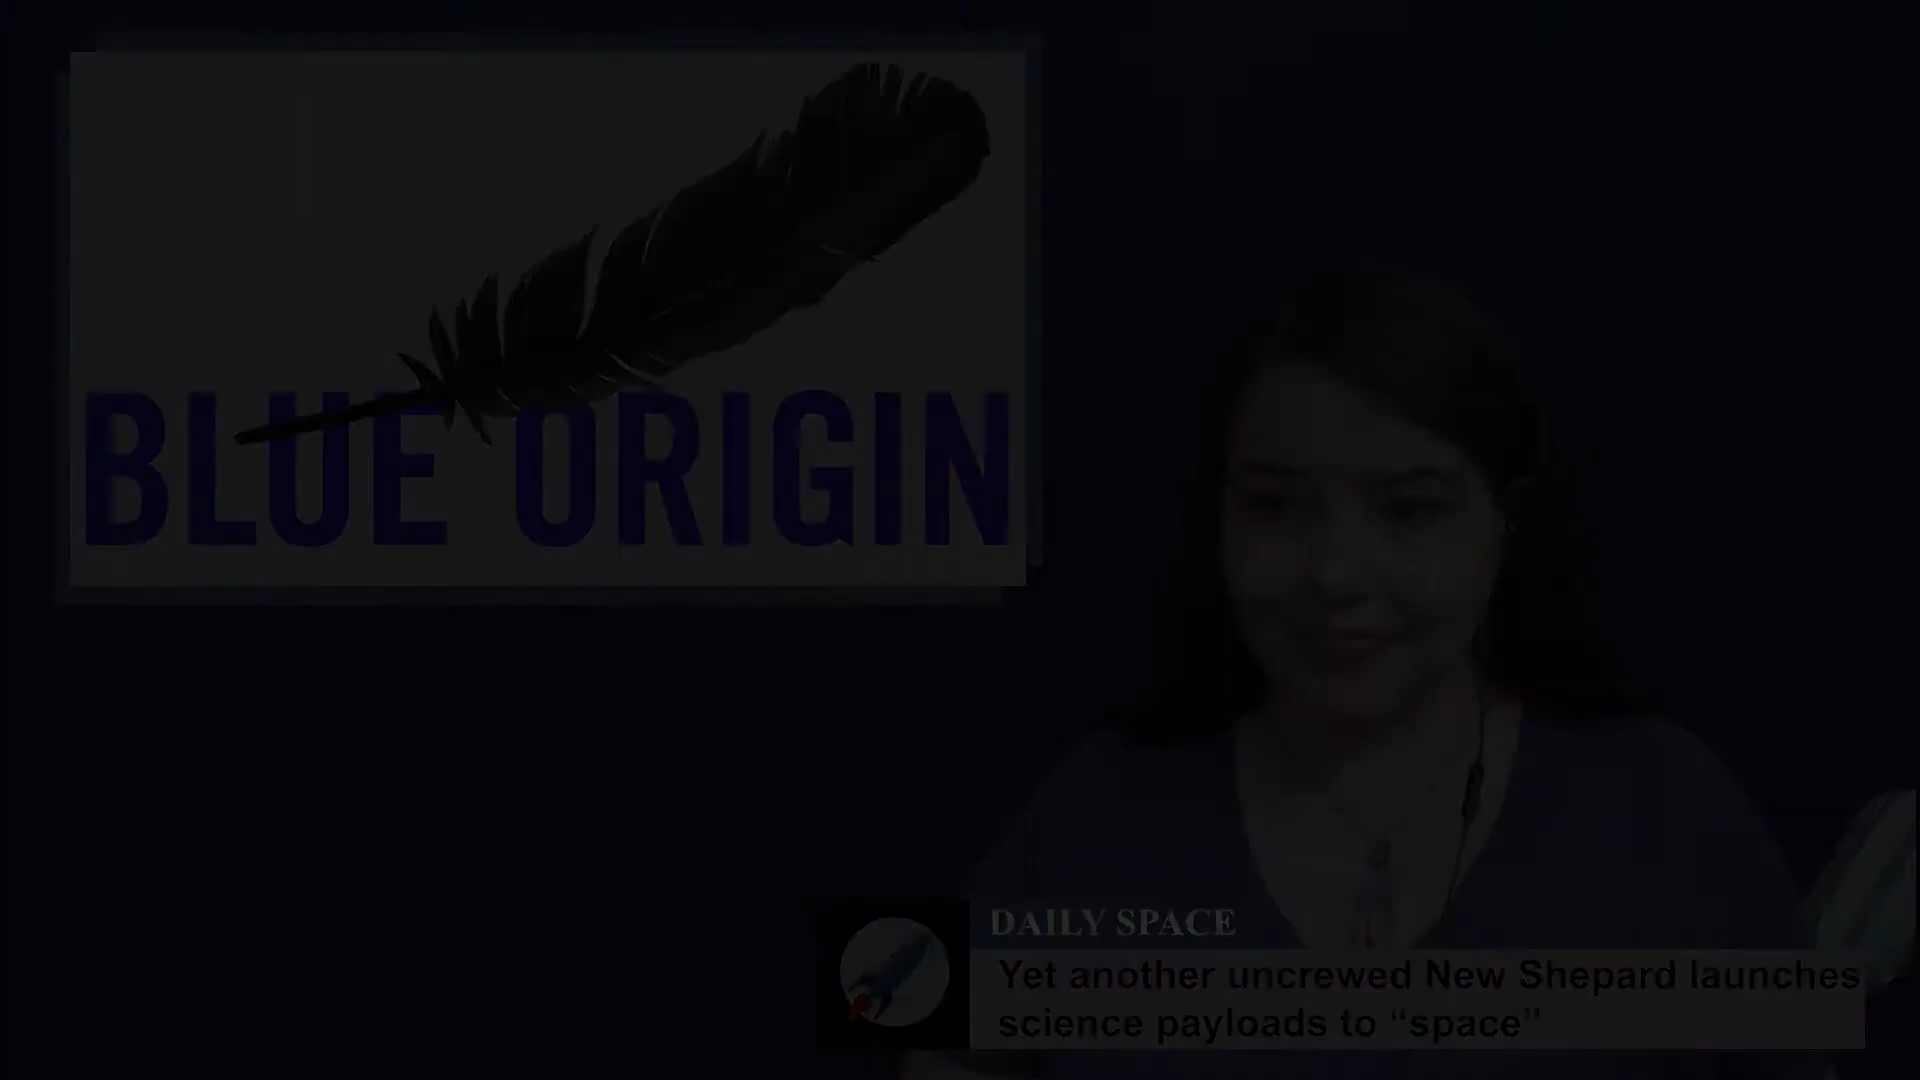 BLUE ORIGIN
DAILY SPACE
Yet another uncrewed New Shepard launches
science payloads to “space”